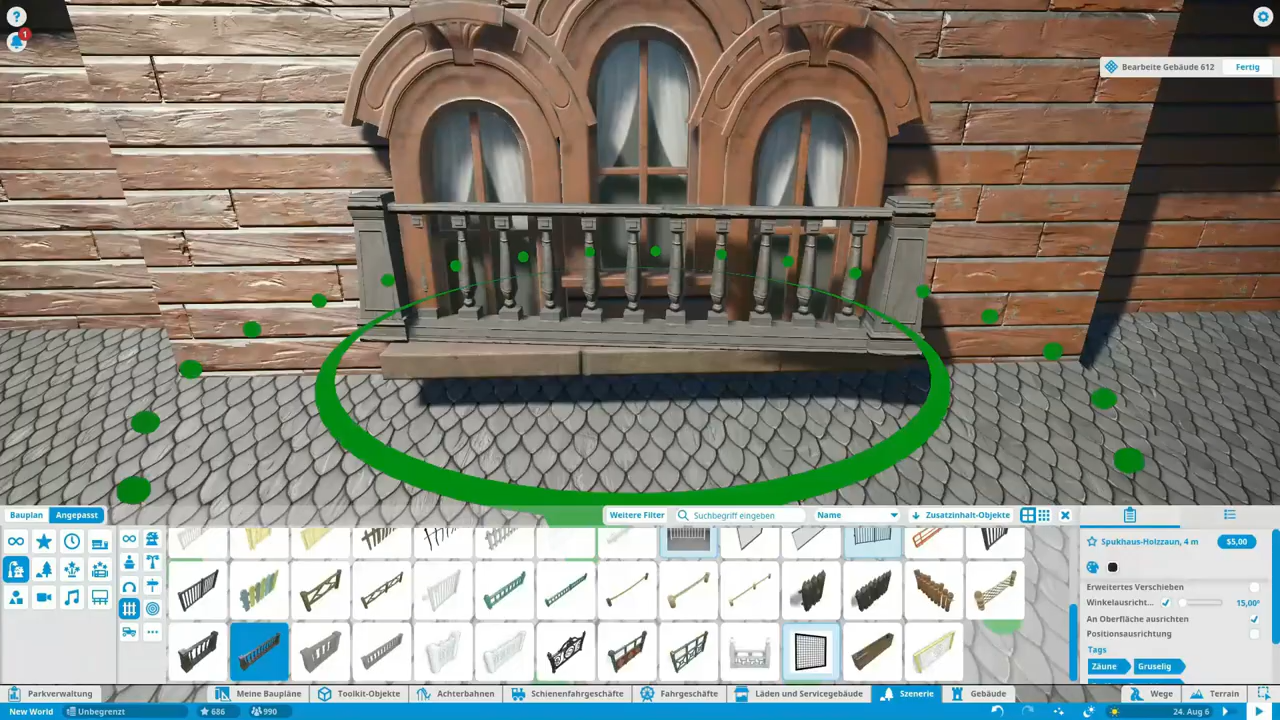 ?
1
Bearbeite Gebäude 612 Fertig
Bauplan Angepasst Weitere Filter Suchbegriff eingeben Name Zusatzinhalt-Objekte
Spukhaus-Holzzaun, 4 m $5,00
Erweitertes Verschieben
Winkelausricht... 15,00°
An Oberfläche ausrichten
Positionsausrichtung
Tags
Zäune Gruselig
Parkverwaltung Meine Baupläne Toolkit-Objekte Achterbahnen Schienenfahrgeschäfte Fahrgeschäfte Läden und Servicegebäude Szenerie Gebäude Wege Terrain
New World Unbegrenzt 686 990 24. Aug 6